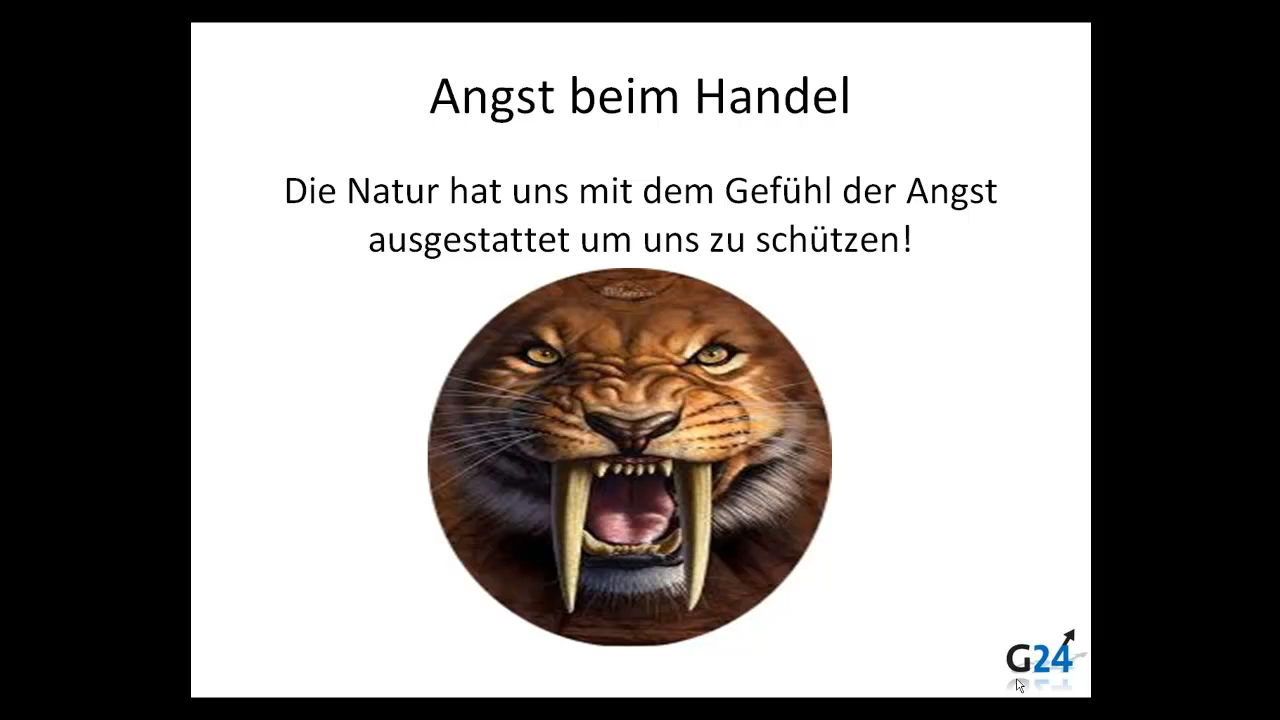 Angst beim Handel
Die Natur hat uns mit dem Gefühl der Angst
ausgestattet um uns zu schützen!
G24